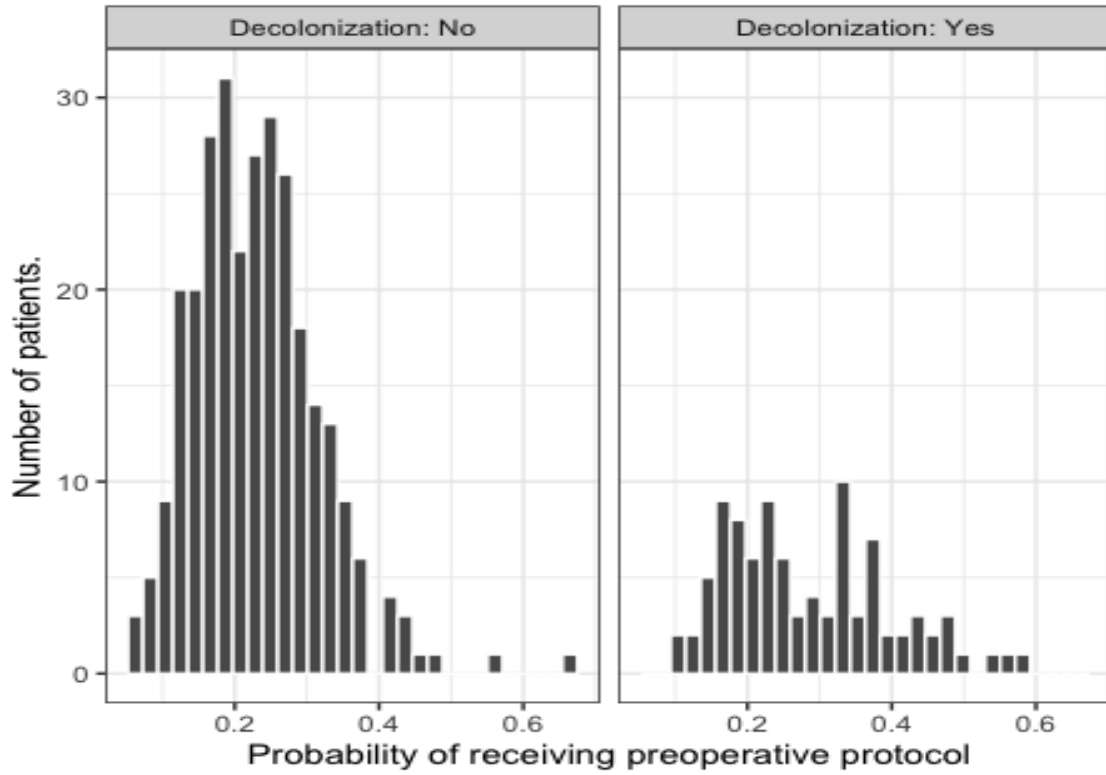 Decolonization: No
Decolonization: Yes
30
20
10
0
Number of patients.
0.2
0.4
0.6
0.2
0.4
0.6
Probability of receiving preoperative protocol